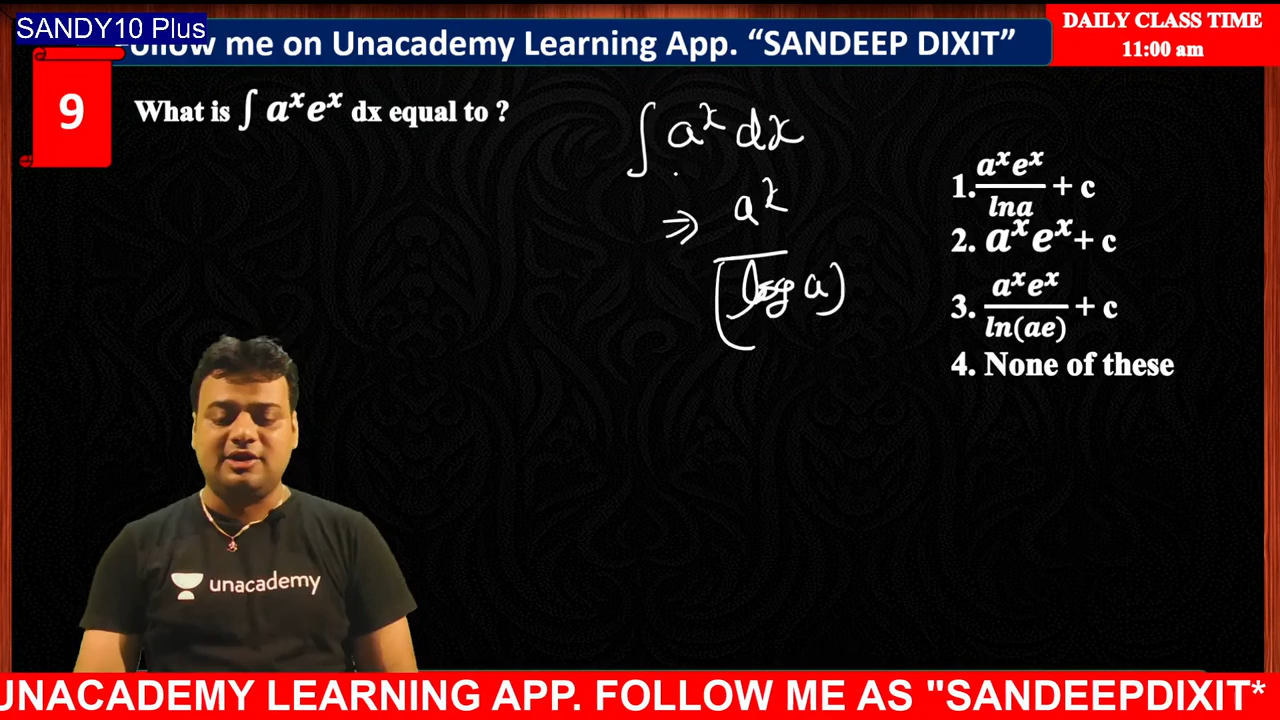 SANDY10 Plus
Follow me on Unacademy Learning App. “SANDEEP DIXIT”
DAILY CLASS TIME
11:00 am
9
What is ∫ aˣeˣ dx equal to ?
∫ aˣ dx
⇒ aˣ
(log a)
1. aˣeˣ/lna + c
2. aˣeˣ+ c
3. aˣeˣ/ln(ae) + c
4. None of these
unacademy
UNACADEMY LEARNING APP. FOLLOW ME AS "SANDEEPDIXIT*